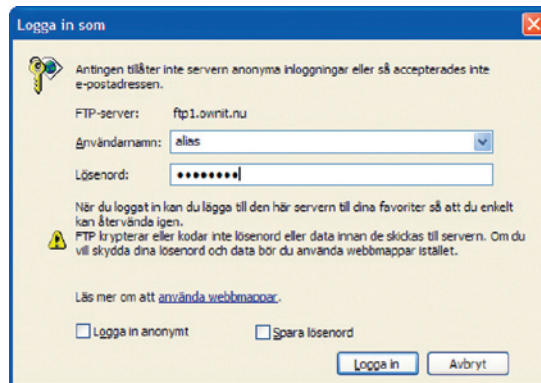 Logga in som
Antingen tillåter inte servern anonyma inloggningar eller så accepterades inte
e-postadressen.
FTP-server: ftp1.ownit.nu
Användarnamn: alias
Lösenord: ••••••••
När du loggat in kan du lägga till den här servern till dina favoriter så att du enkelt
kan återvända igen.
FTP krypterar eller kodar inte lösenord eller data innan de skickas till servern. Om du
vill skydda dina lösenord och data bör du använda webbmappar istället.
Läs mer om att använda webbmappar.
Logga in anonymt Spara lösenord
Logga in Avbryt